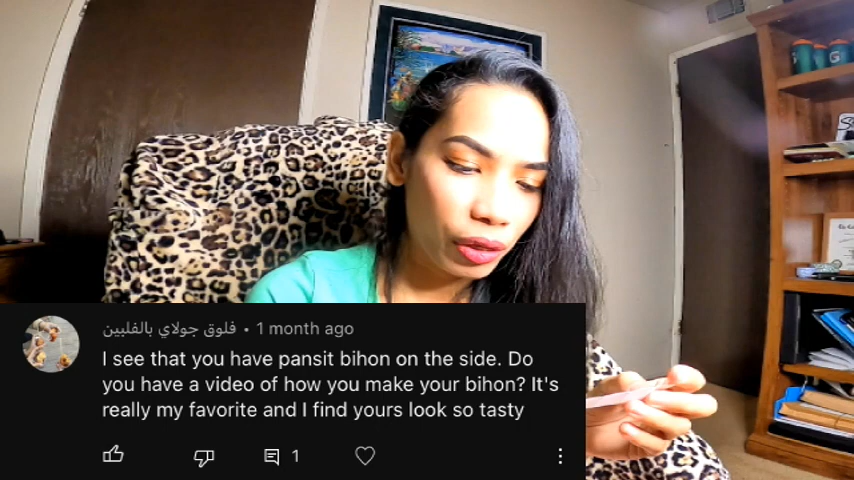 فلوق جولاي بالفلبين • 1 month ago
I see that you have pansit bihon on the side. Do
you have a video of how you make your bihon? It's
really my favorite and I find yours look so tasty
1
G